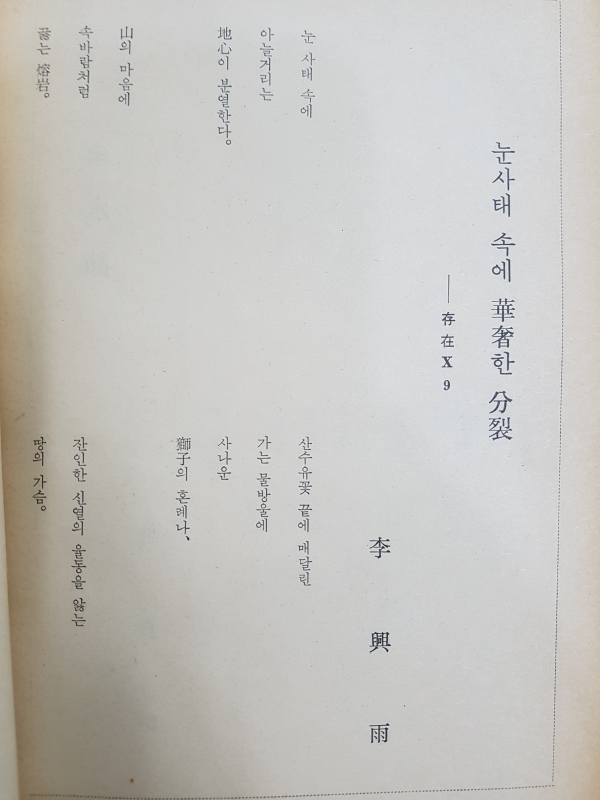 눈사태 속에 華奢한 分裂
──存在X 9
李興雨
눈 사태 속에
아늘거리는
地心이 분열한다。
山의 마음에
속바람처럼
끓는 熔岩。
산수유꽃 끝에 매달린
가는 물방울에
사나운
獅子의 혼례나、
잔인한 신열의 율동을 앓는
땅의 가슴。